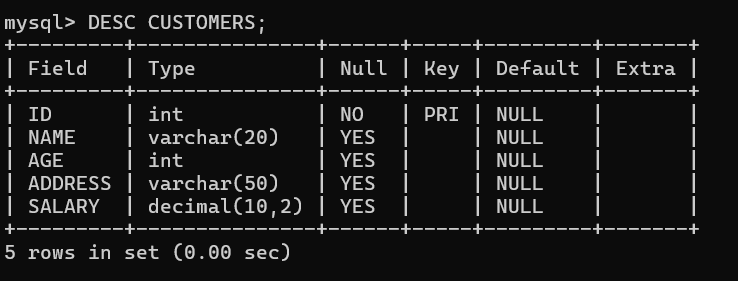 mysql> DESC CUSTOMERS;
+---------+---------------+------+-----+---------+-------+
| Field   | Type          | Null | Key | Default | Extra |
+---------+---------------+------+-----+---------+-------+
| ID      | int           | NO   | PRI | NULL    |       |
| NAME    | varchar(20)   | YES  |     | NULL    |       |
| AGE     | int           | YES  |     | NULL    |       |
| ADDRESS | varchar(50)   | YES  |     | NULL    |       |
| SALARY  | decimal(10,2) | YES  |     | NULL    |       |
+---------+---------------+------+-----+---------+-------+
5 rows in set (0.00 sec)